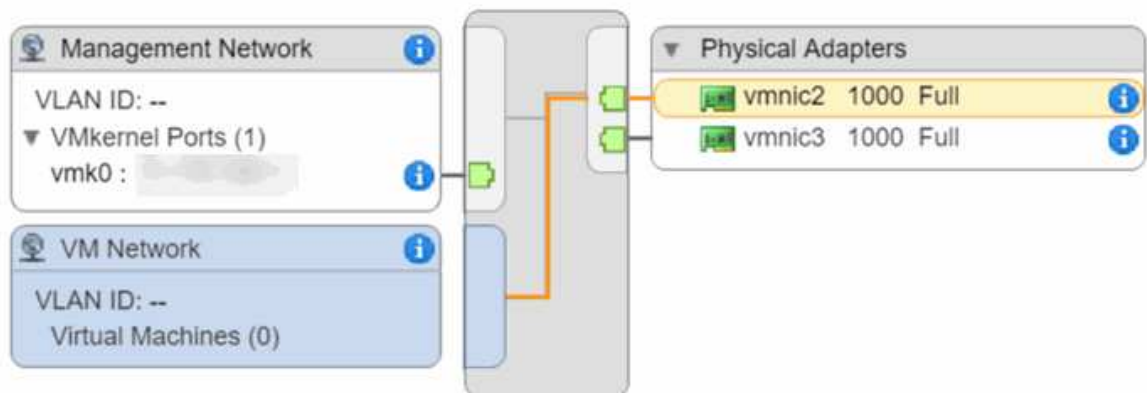 Management Network
VLAN ID: --
VMkernel Ports (1)
vmk0 :
VM Network
VLAN ID: --
Virtual Machines (0)
Physical Adapters
vmnic2 1000 Full
vmnic3 1000 Full